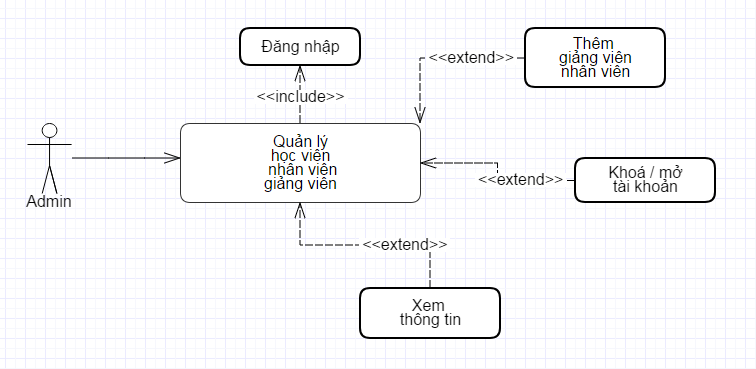 Đăng nhập
Thêm
giảng viên
nhân viên
<<extend>>
<<include>>
Quản lý
học viên
nhân viên
giảng viên
Admin
<<extend>>
Khoá / mở
tài khoản
<<extend>>
Xem
thông tin